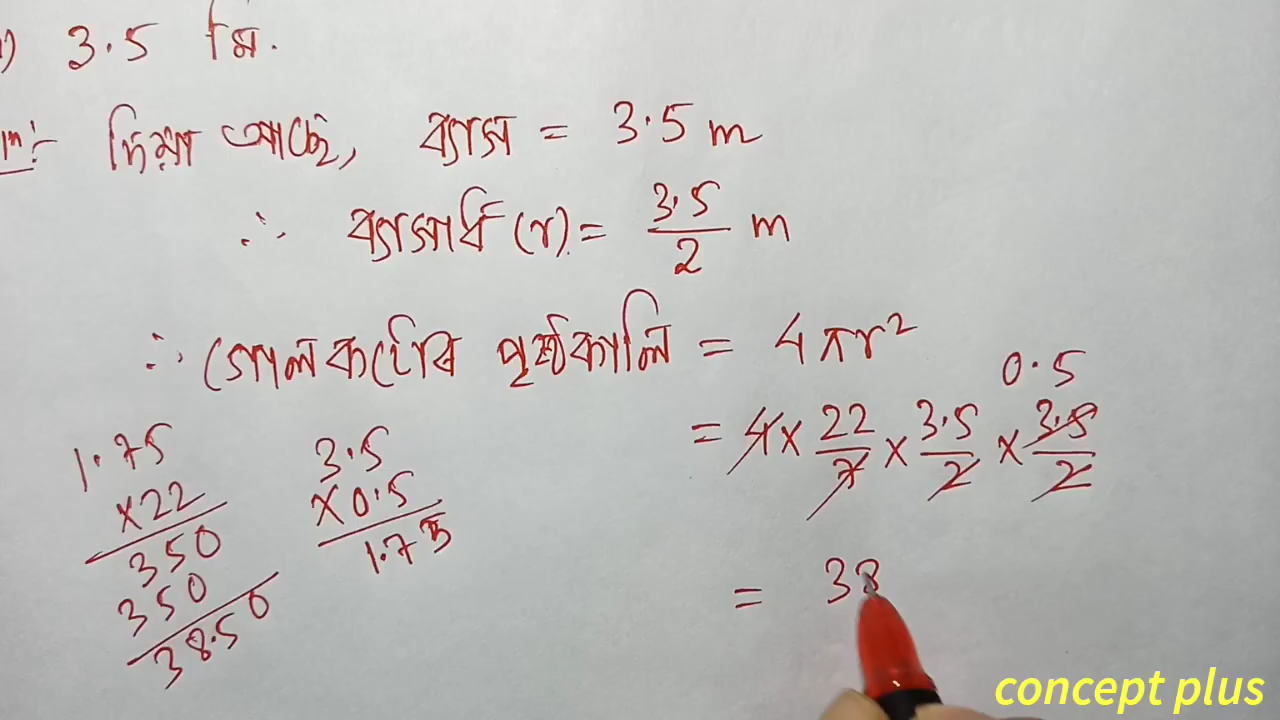 ) 3.5 মি.
দিয়া আছে, ব্যাস = 3.5 m
∴ ব্যাসাৰ্ধ (r) = 3.5/2 m
∴ গোলকটোৰ পৃষ্ঠকালি = 4πr²
0.5
= 4 × 22/7 × 3.5/2 × 3.5/2
= 38
1.75
×22
350
350
38.50
3.5
×0.5
1.75
concept plus